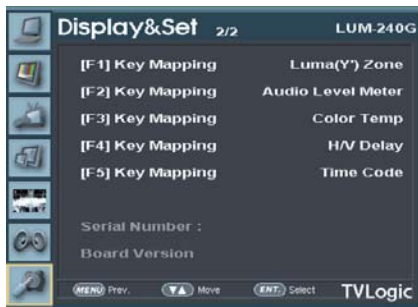 Display&Set 2/2 LUM-240G
[F1] Key Mapping Luma(Y') Zone
[F2] Key Mapping Audio Level Meter
[F3] Key Mapping Color Temp
[F4] Key Mapping H/V Delay
[F5] Key Mapping Time Code
Serial Number :
Board Version
MENU Prev. ▼▲ Move ENT. Select TVLogic